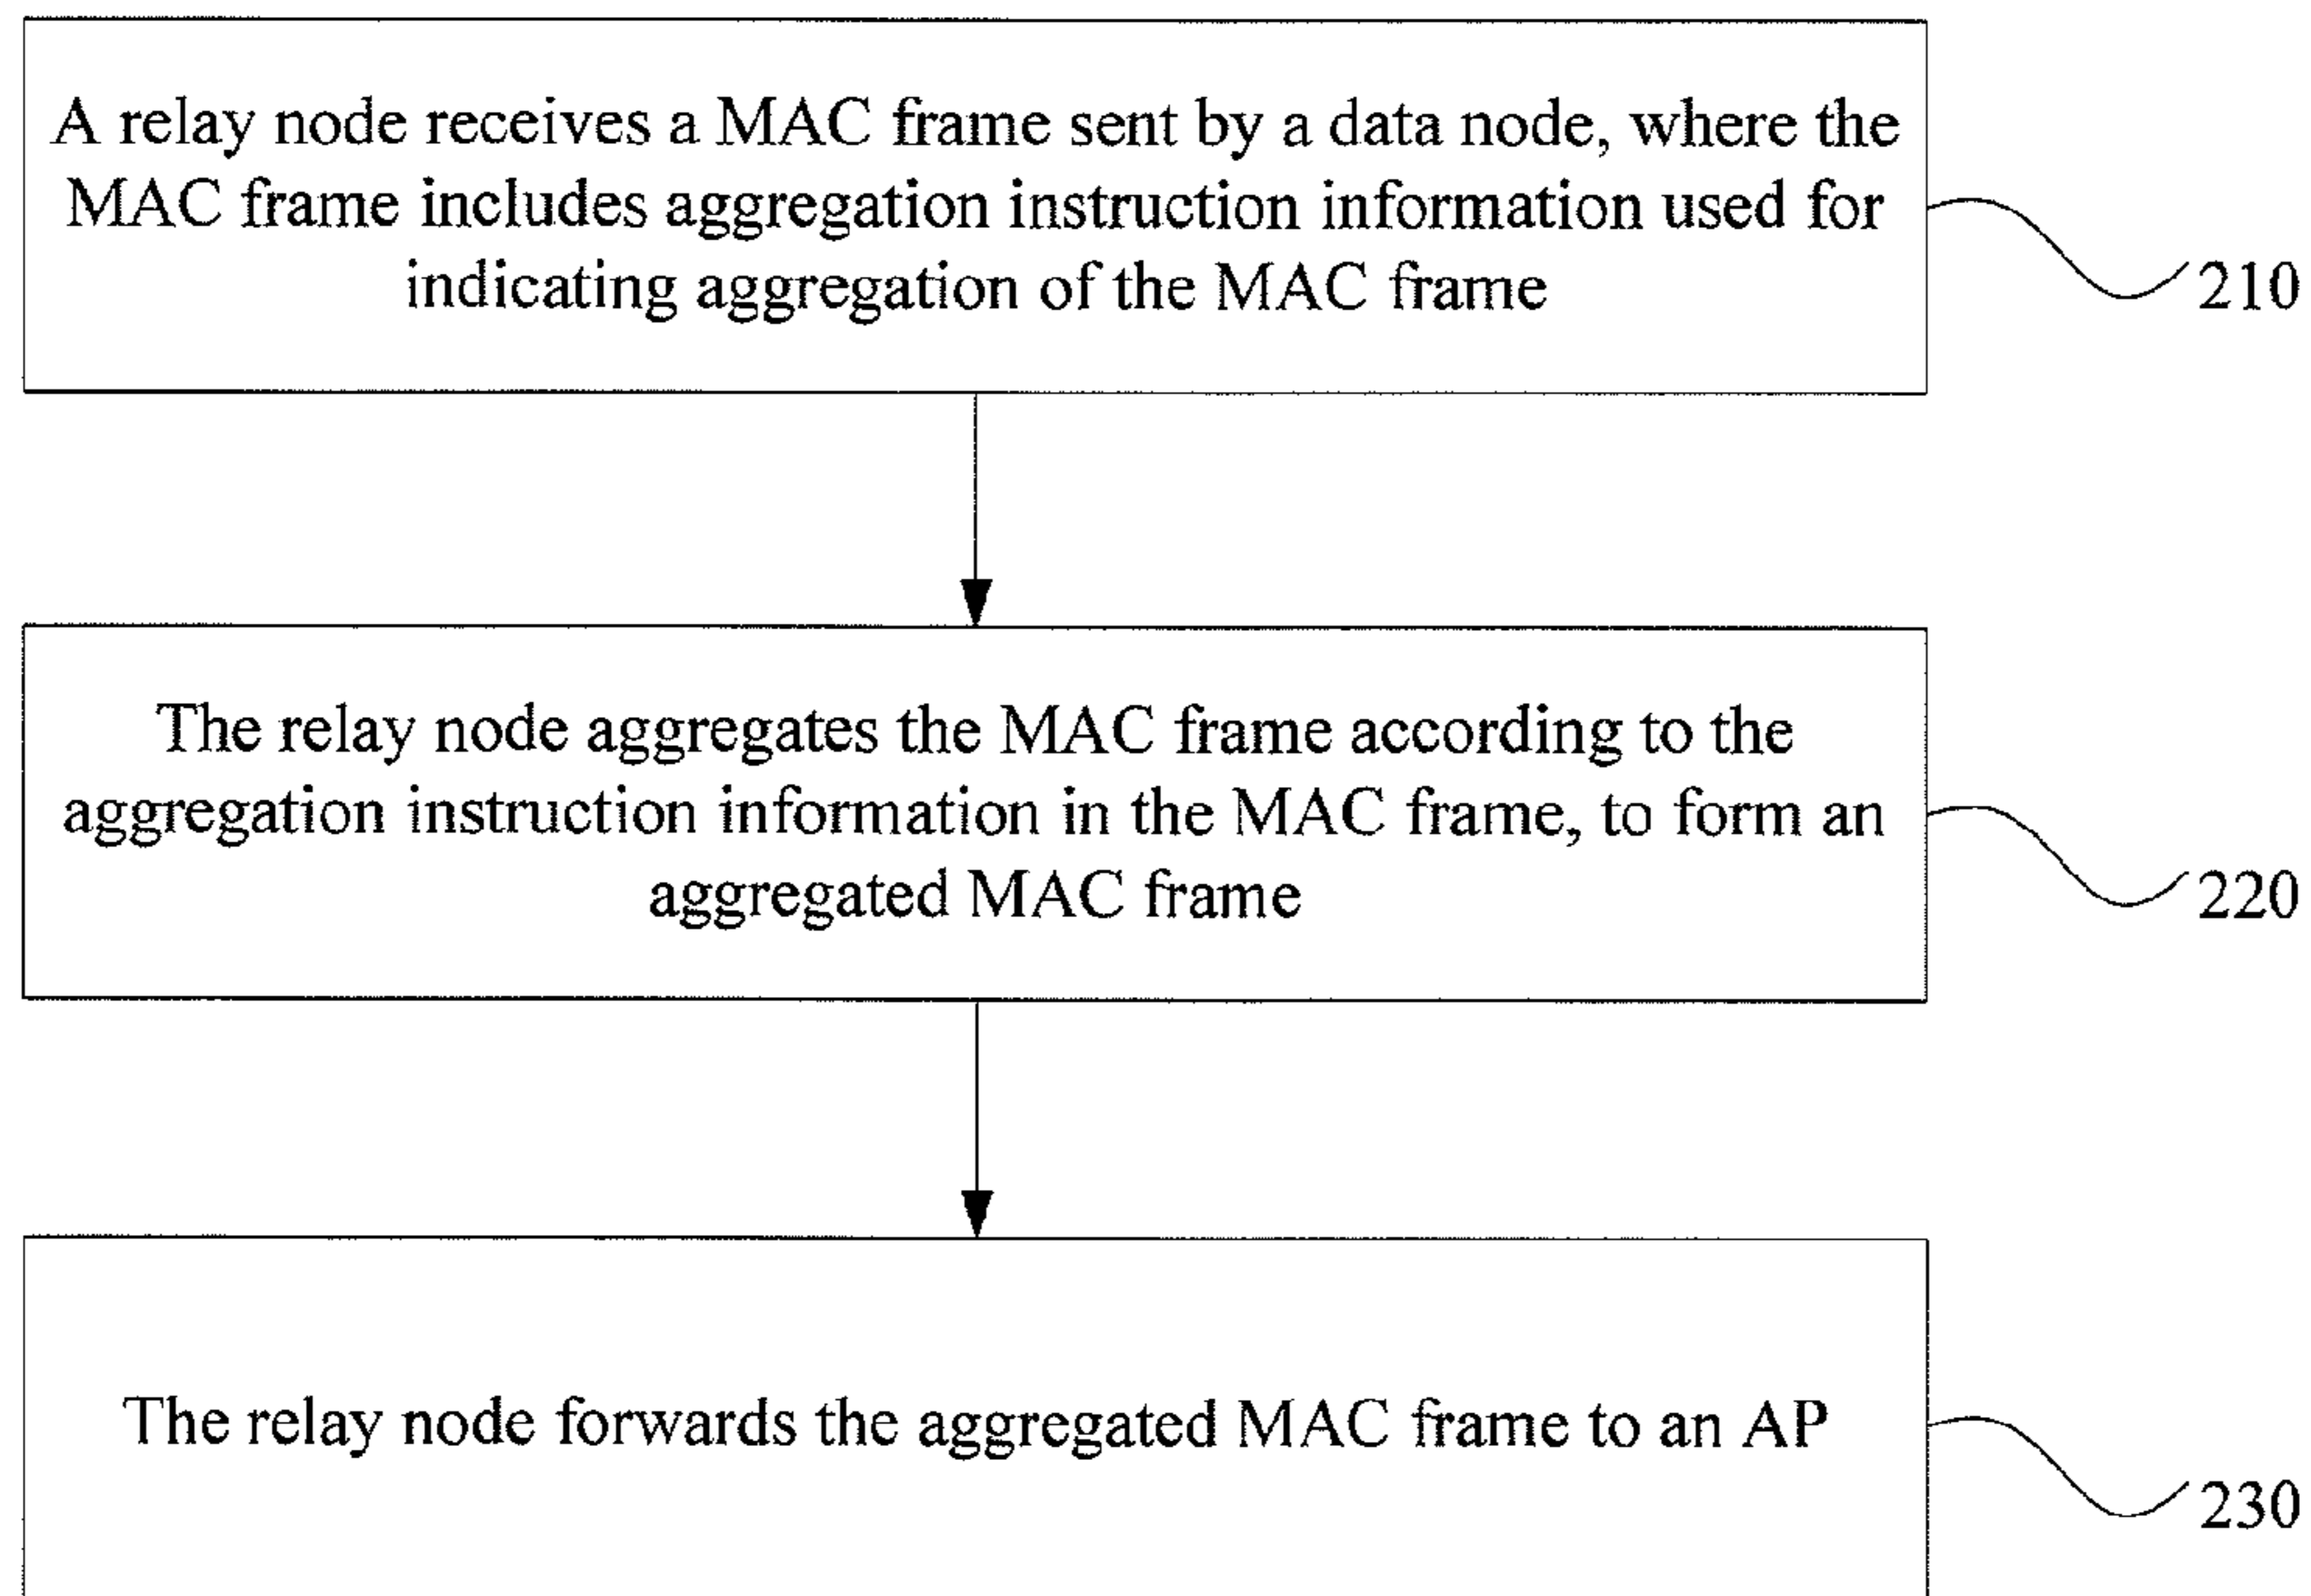 A relay node receives a MAC frame sent by a data node, where the
MAC frame includes aggregation instruction information used for
indicating aggregation of the MAC frame
210
The relay node aggregates the MAC frame according to the
aggregation instruction information in the MAC frame, to form an
aggregated MAC frame
220
The relay node forwards the aggregated MAC frame to an AP
230